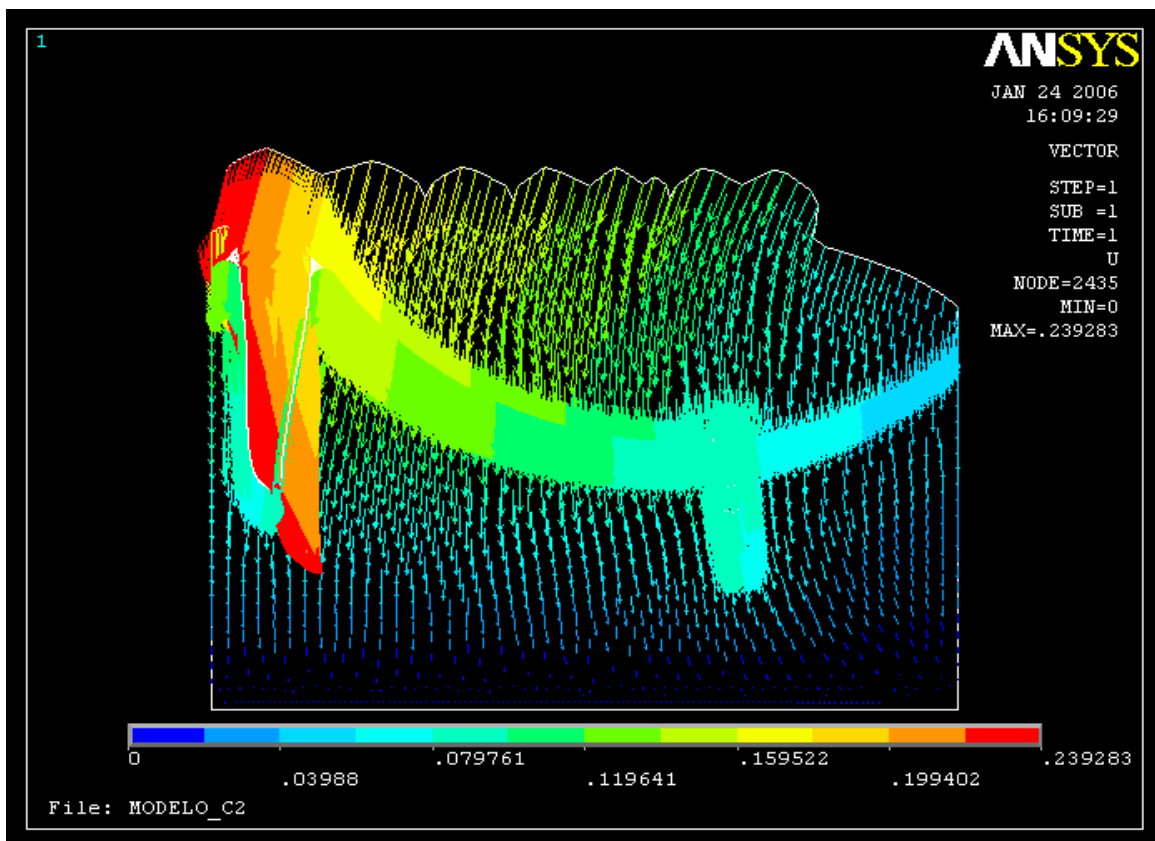 1
ANSYS
JAN 24 2006
16:09:29
VECTOR
STEP=1
SUB =1
TIME=1
U
NODE=2435
MIN=0
MAX=.239283
0 .079761 .159522 .239283
.03988 .119641 .199402
File: MODELO_C2